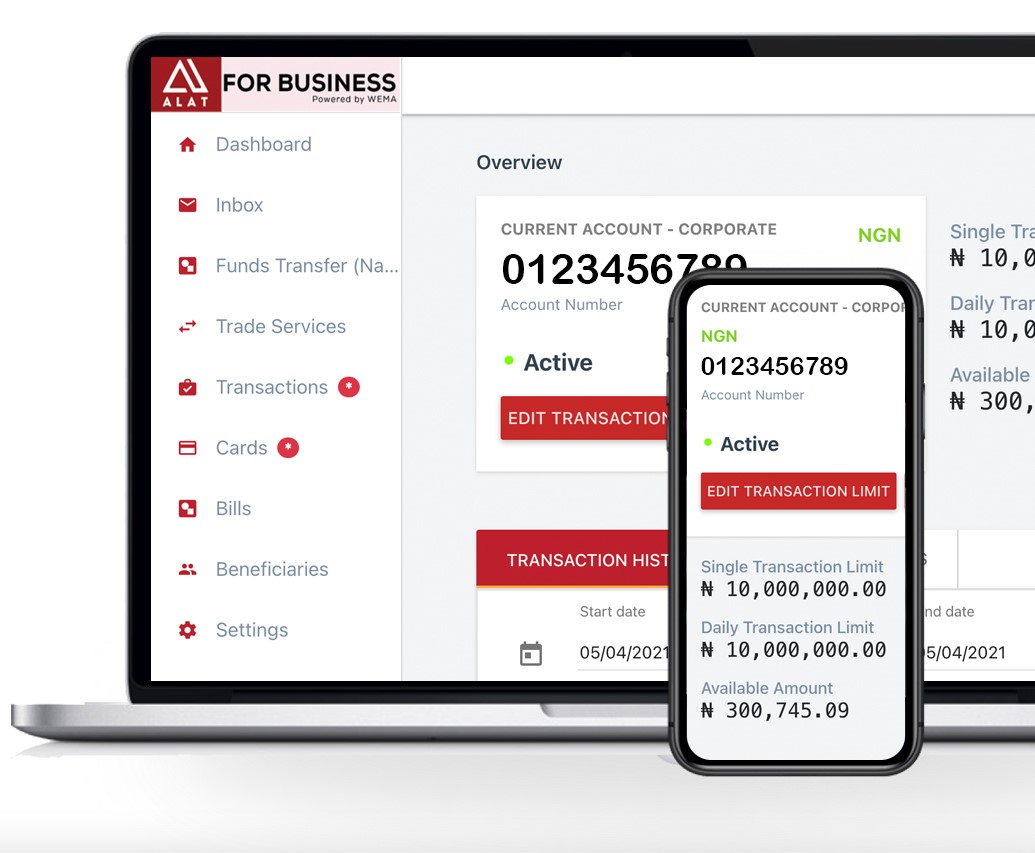 ALAT
FOR BUSINESS
Powered by WEMA
Dashboard
Inbox
Funds Transfer (Na...
Trade Services
Transactions *
Cards *
Bills
Beneficiaries
Settings
Overview
CURRENT ACCOUNT - CORPORATE
NGN
0123456789
Account Number
Active
EDIT TRANSACTION
Single Tra
₦ 10,0
Daily Tran
₦ 10,0
Available
₦ 300,
TRANSACTION HIST
Start date
05/04/2021
nd date
05/04/2021
CURRENT ACCOUNT - CORPOR
NGN
0123456789
Account Number
Active
EDIT TRANSACTION LIMIT
Single Transaction Limit
₦ 10,000,000.00
Daily Transaction Limit
₦ 10,000,000.00
Available Amount
₦ 300,745.09